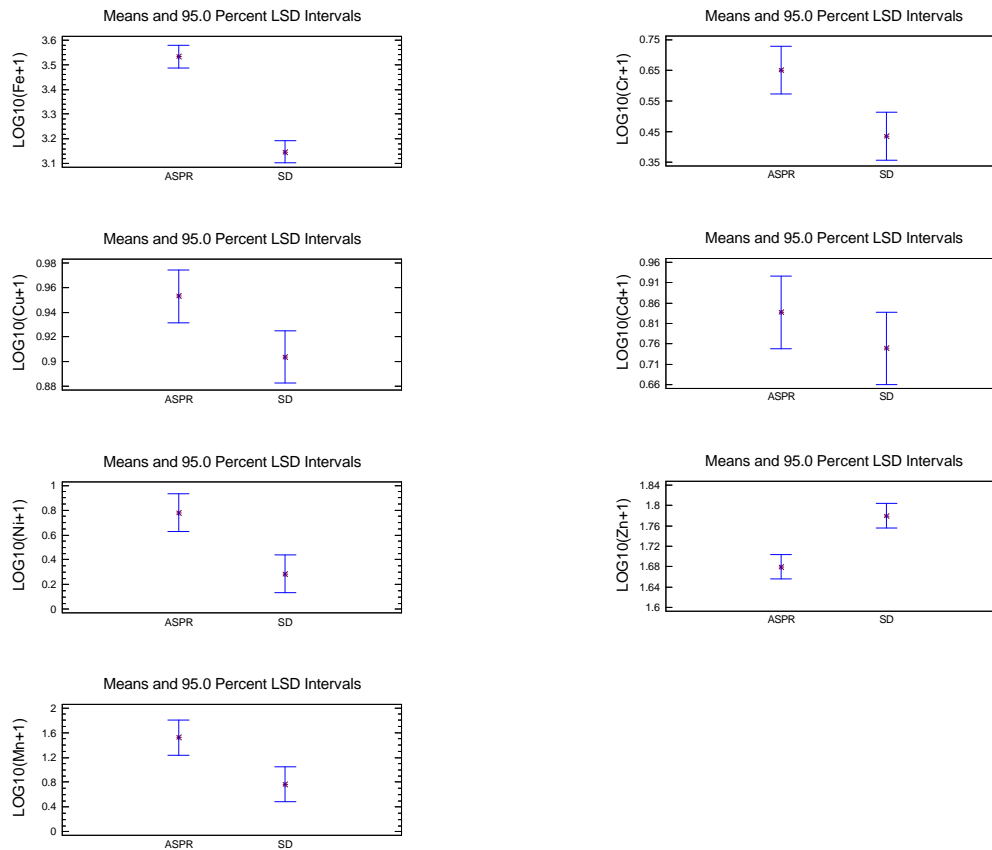 Means and 95.0 Percent LSD Intervals
LOG10(Fe+1)
3.6
3.5
3.4
3.3
3.2
3.1
ASPR SD
Means and 95.0 Percent LSD Intervals
LOG10(Cr+1)
0.75
0.65
0.55
0.45
0.35
ASPR SD
Means and 95.0 Percent LSD Intervals
LOG10(Cu+1)
0.98
0.96
0.94
0.92
0.9
0.88
ASPR SD
Means and 95.0 Percent LSD Intervals
LOG10(Cd+1)
0.96
0.91
0.86
0.81
0.76
0.71
0.66
ASPR SD
Means and 95.0 Percent LSD Intervals
LOG10(Ni+1)
1
0.8
0.6
0.4
0.2
0
ASPR SD
Means and 95.0 Percent LSD Intervals
LOG10(Zn+1)
1.84
1.8
1.76
1.72
1.68
1.64
1.6
ASPR SD
Means and 95.0 Percent LSD Intervals
LOG10(Mn+1)
2
1.6
1.2
0.8
0.4
0
ASPR SD